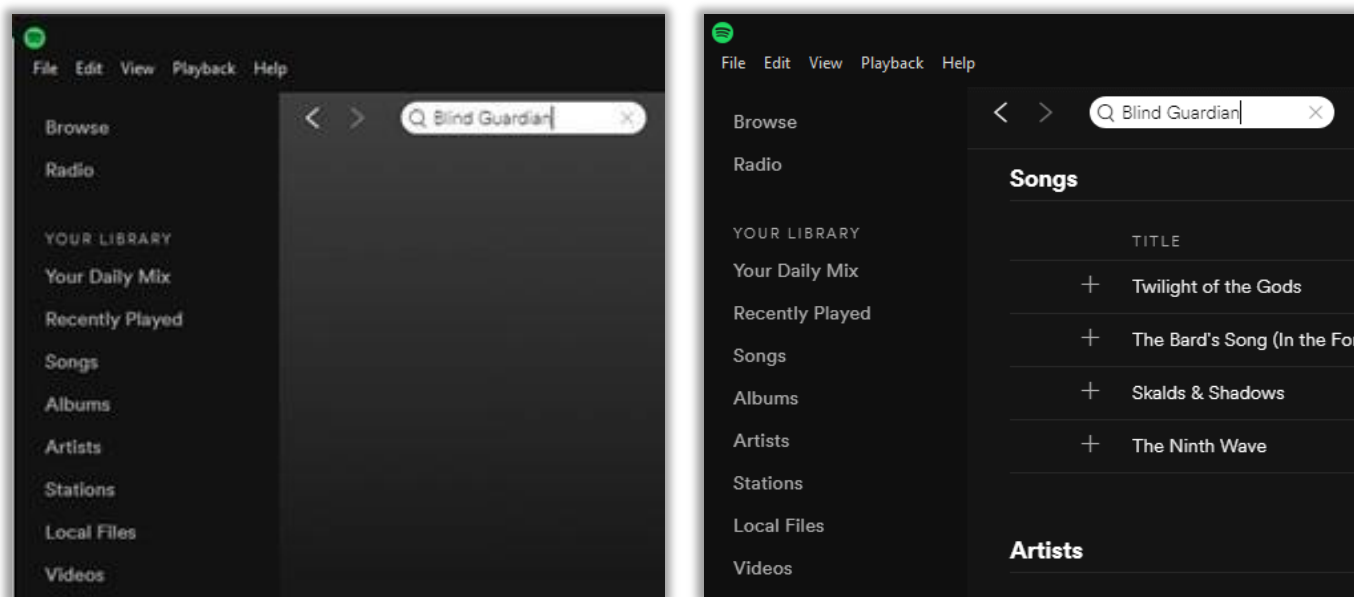 File Edit View Playback Help
Blind Guardian
Browse
Radio
YOUR LIBRARY
Your Daily Mix
Recently Played
Songs
Albums
Artists
Stations
Local Files
Videos
File Edit View Playback Help
Blind Guardian
Browse
Radio
YOUR LIBRARY
Your Daily Mix
Recently Played
Songs
Albums
Artists
Stations
Local Files
Videos
Songs
TITLE
Twilight of the Gods
The Bard's Song (In the For
Skalds & Shadows
The Ninth Wave
Artists